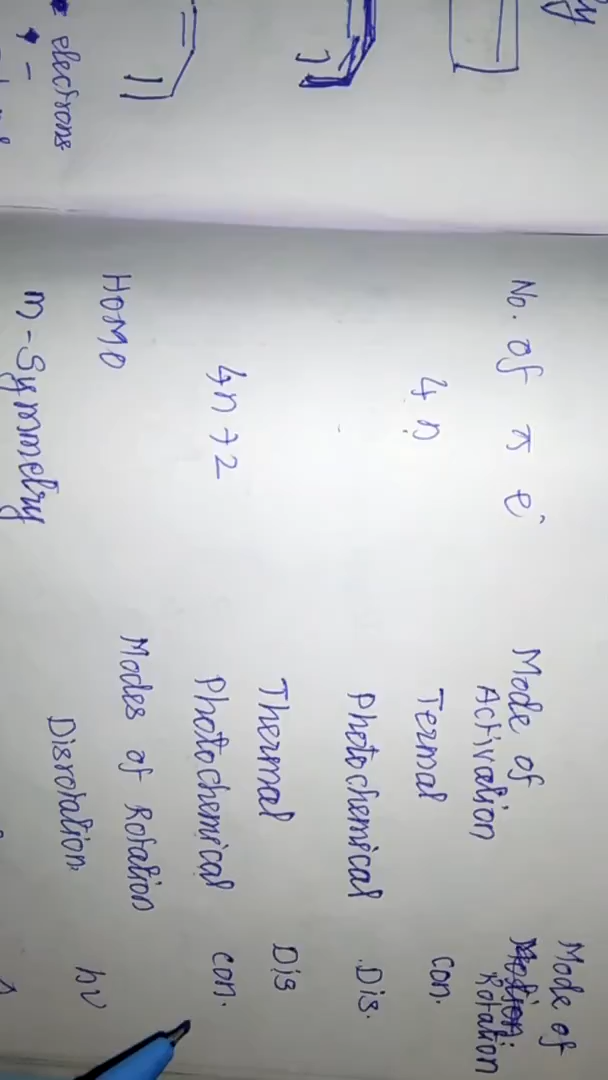 No. of π e⁻ Mode of Activation Mode of Rotation
4n Termal con.
Photochemical Dis.
4n+2 Thermal Dis
Photochemical con.
HOMO Modes of Rotation
m-Symmetry Disrotation hν
electrons